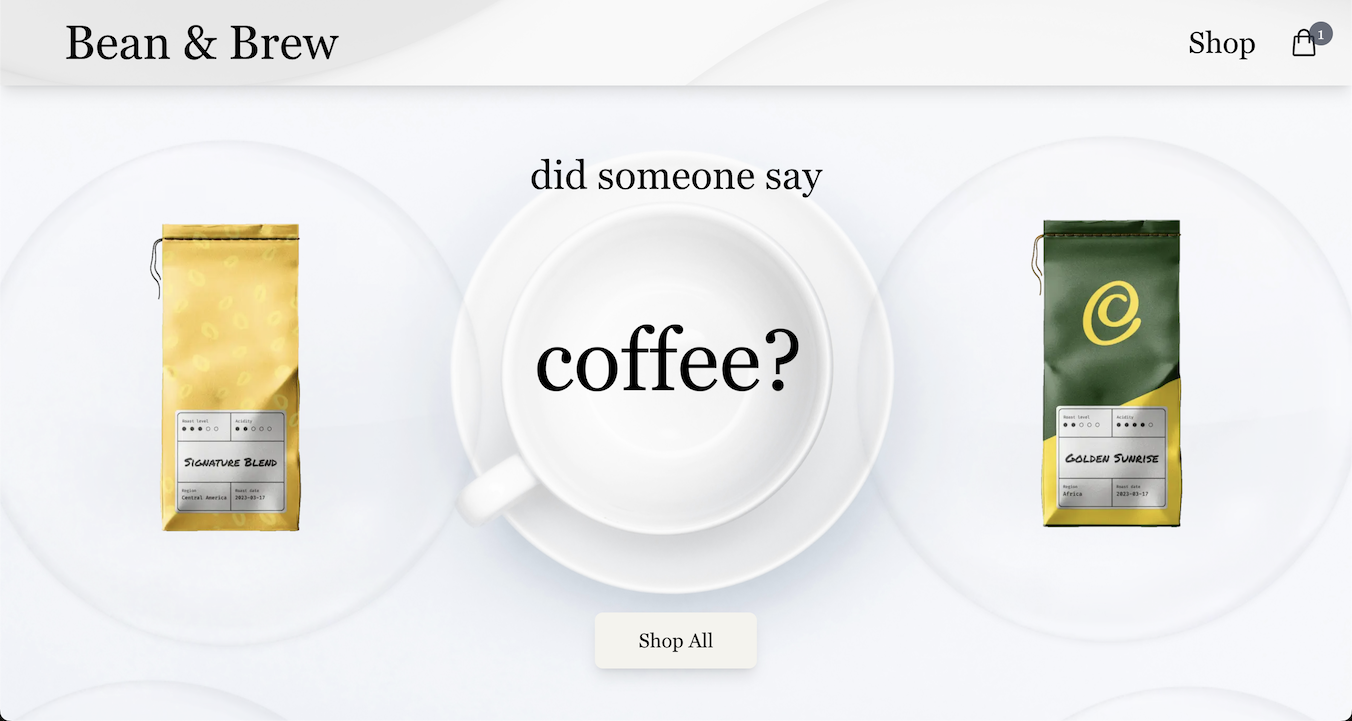 Bean & Brew
Shop
1
did someone say
coffee?
Roast level
Acidity
Signature Blend
Region
Roast date
Central America
2023-03-17
Roast level
Acidity
Golden Sunrise
Region
Roast date
Africa
2023-03-17
Shop All